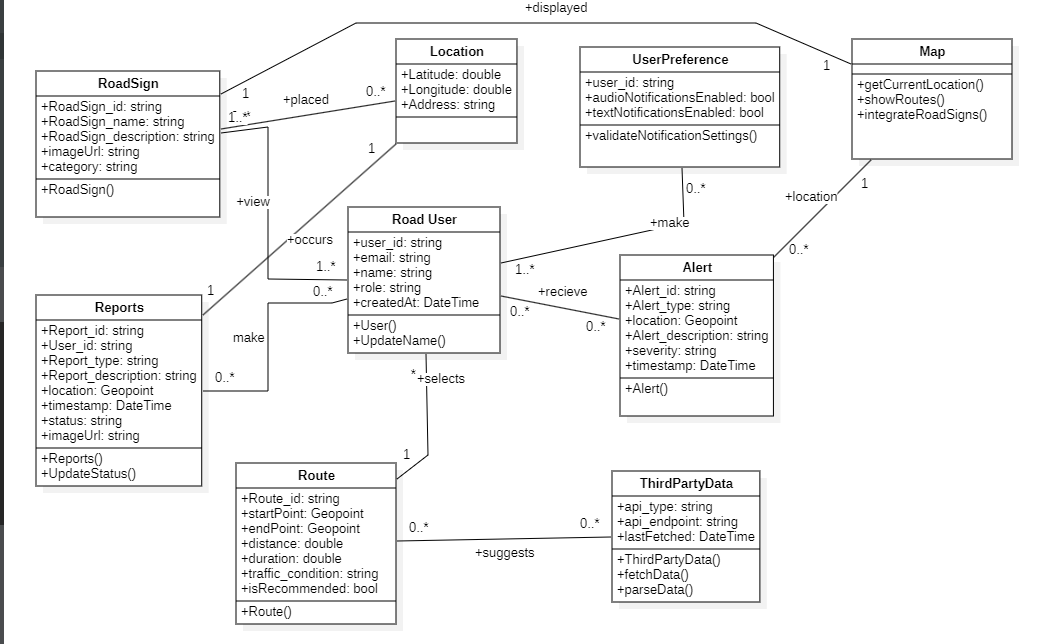 +displayed
1
1
RoadSign
+RoadSign_id: string
+RoadSign_name: string
+RoadSign_description: string
+imageUrl: string
+category: string
+RoadSign()
1..*
+placed
0..*
Location
+Latitude: double
+Longitude: double
+Address: string
UserPreference
+user_id: string
+audioNotificationsEnabled: bool
+textNotificationsEnabled: bool
+validateNotificationSettings()
Map
+getCurrentLocation()
+showRoutes()
+integrateRoadSigns()
1
+location
0..*
0..*
+make
1..*
1
+occurs
1
+view
1..*
Road User
+user_id: string
+email: string
+name: string
+role: string
+createdAt: DateTime
+User()
+UpdateName()
+recieve
0..*
0..*
Alert
+Alert_id: string
+Alert_type: string
+location: Geopoint
+Alert_description: string
+severity: string
+timestamp: DateTime
+Alert()
0..*
make
0..*
Reports
+Report_id: string
+User_id: string
+Report_type: string
+Report_description: string
+location: Geopoint
+timestamp: DateTime
+status: string
+imageUrl: string
+Reports()
+UpdateStatus()
*
+selects
1
Route
+Route_id: string
+startPoint: Geopoint
+endPoint: Geopoint
+distance: double
+duration: double
+traffic_condition: string
+isRecommended: bool
+Route()
0..*
+suggests
0..*
ThirdPartyData
+api_type: string
+api_endpoint: string
+lastFetched: DateTime
+ThirdPartyData()
+fetchData()
+parseData()